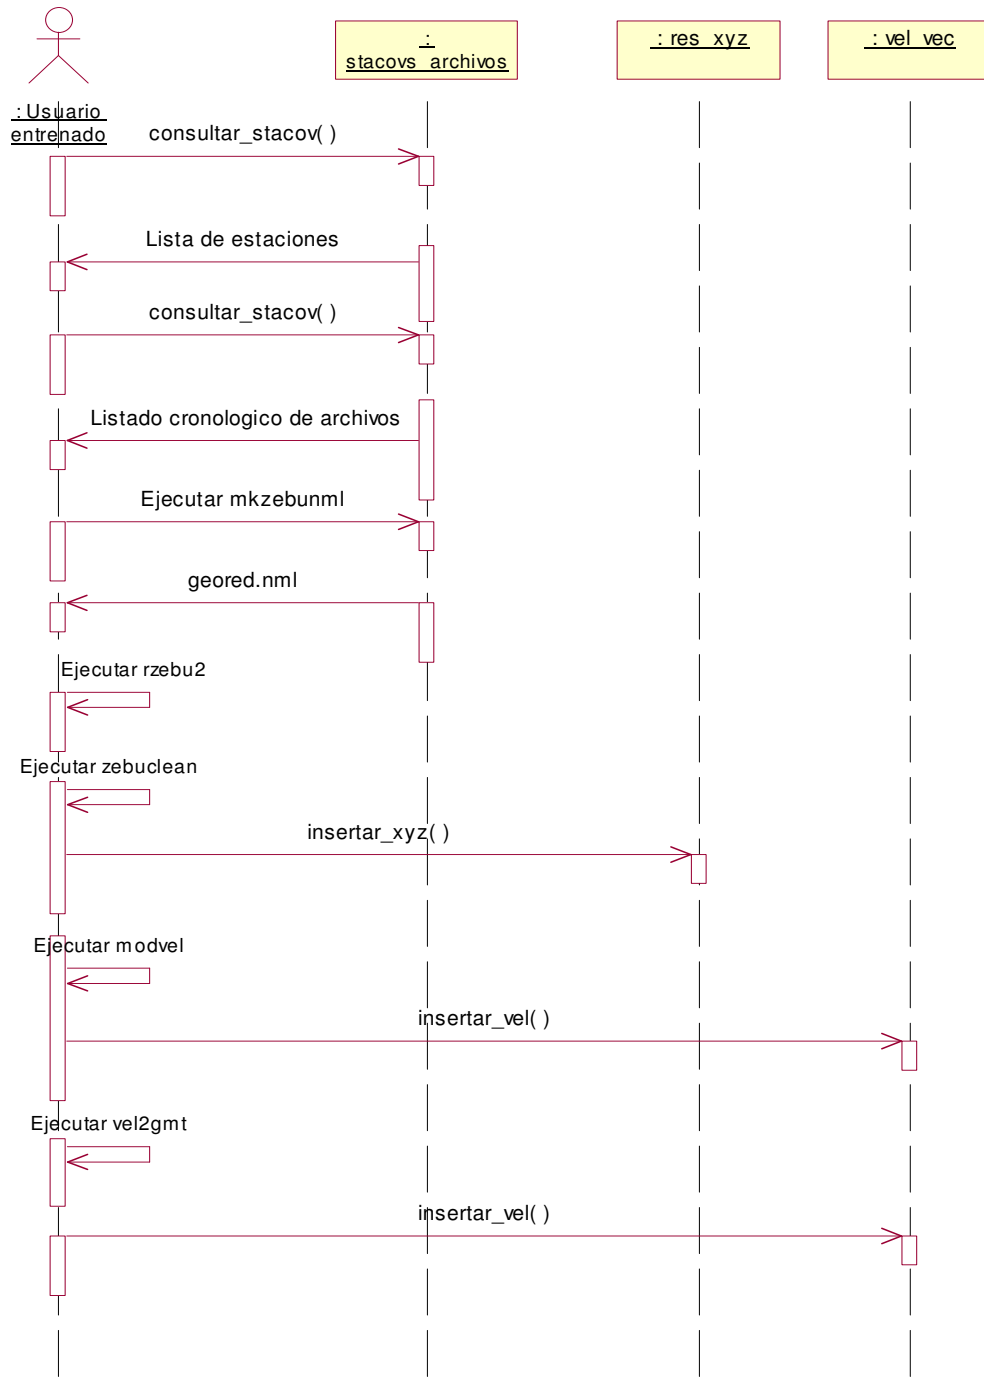 : Usuario
entrenado
:
stacovs_archivos
: res_xyz
: vel_vec
consultar_stacov( )
Lista de estaciones
consultar_stacov( )
Listado cronologico de archivos
Ejecutar mkzebunml
geored.nml
Ejecutar rzebu2
Ejecutar zebuclean
insertar_xyz( )
Ejecutar modvel
insertar_vel( )
Ejecutar vel2gmt
insertar_vel( )